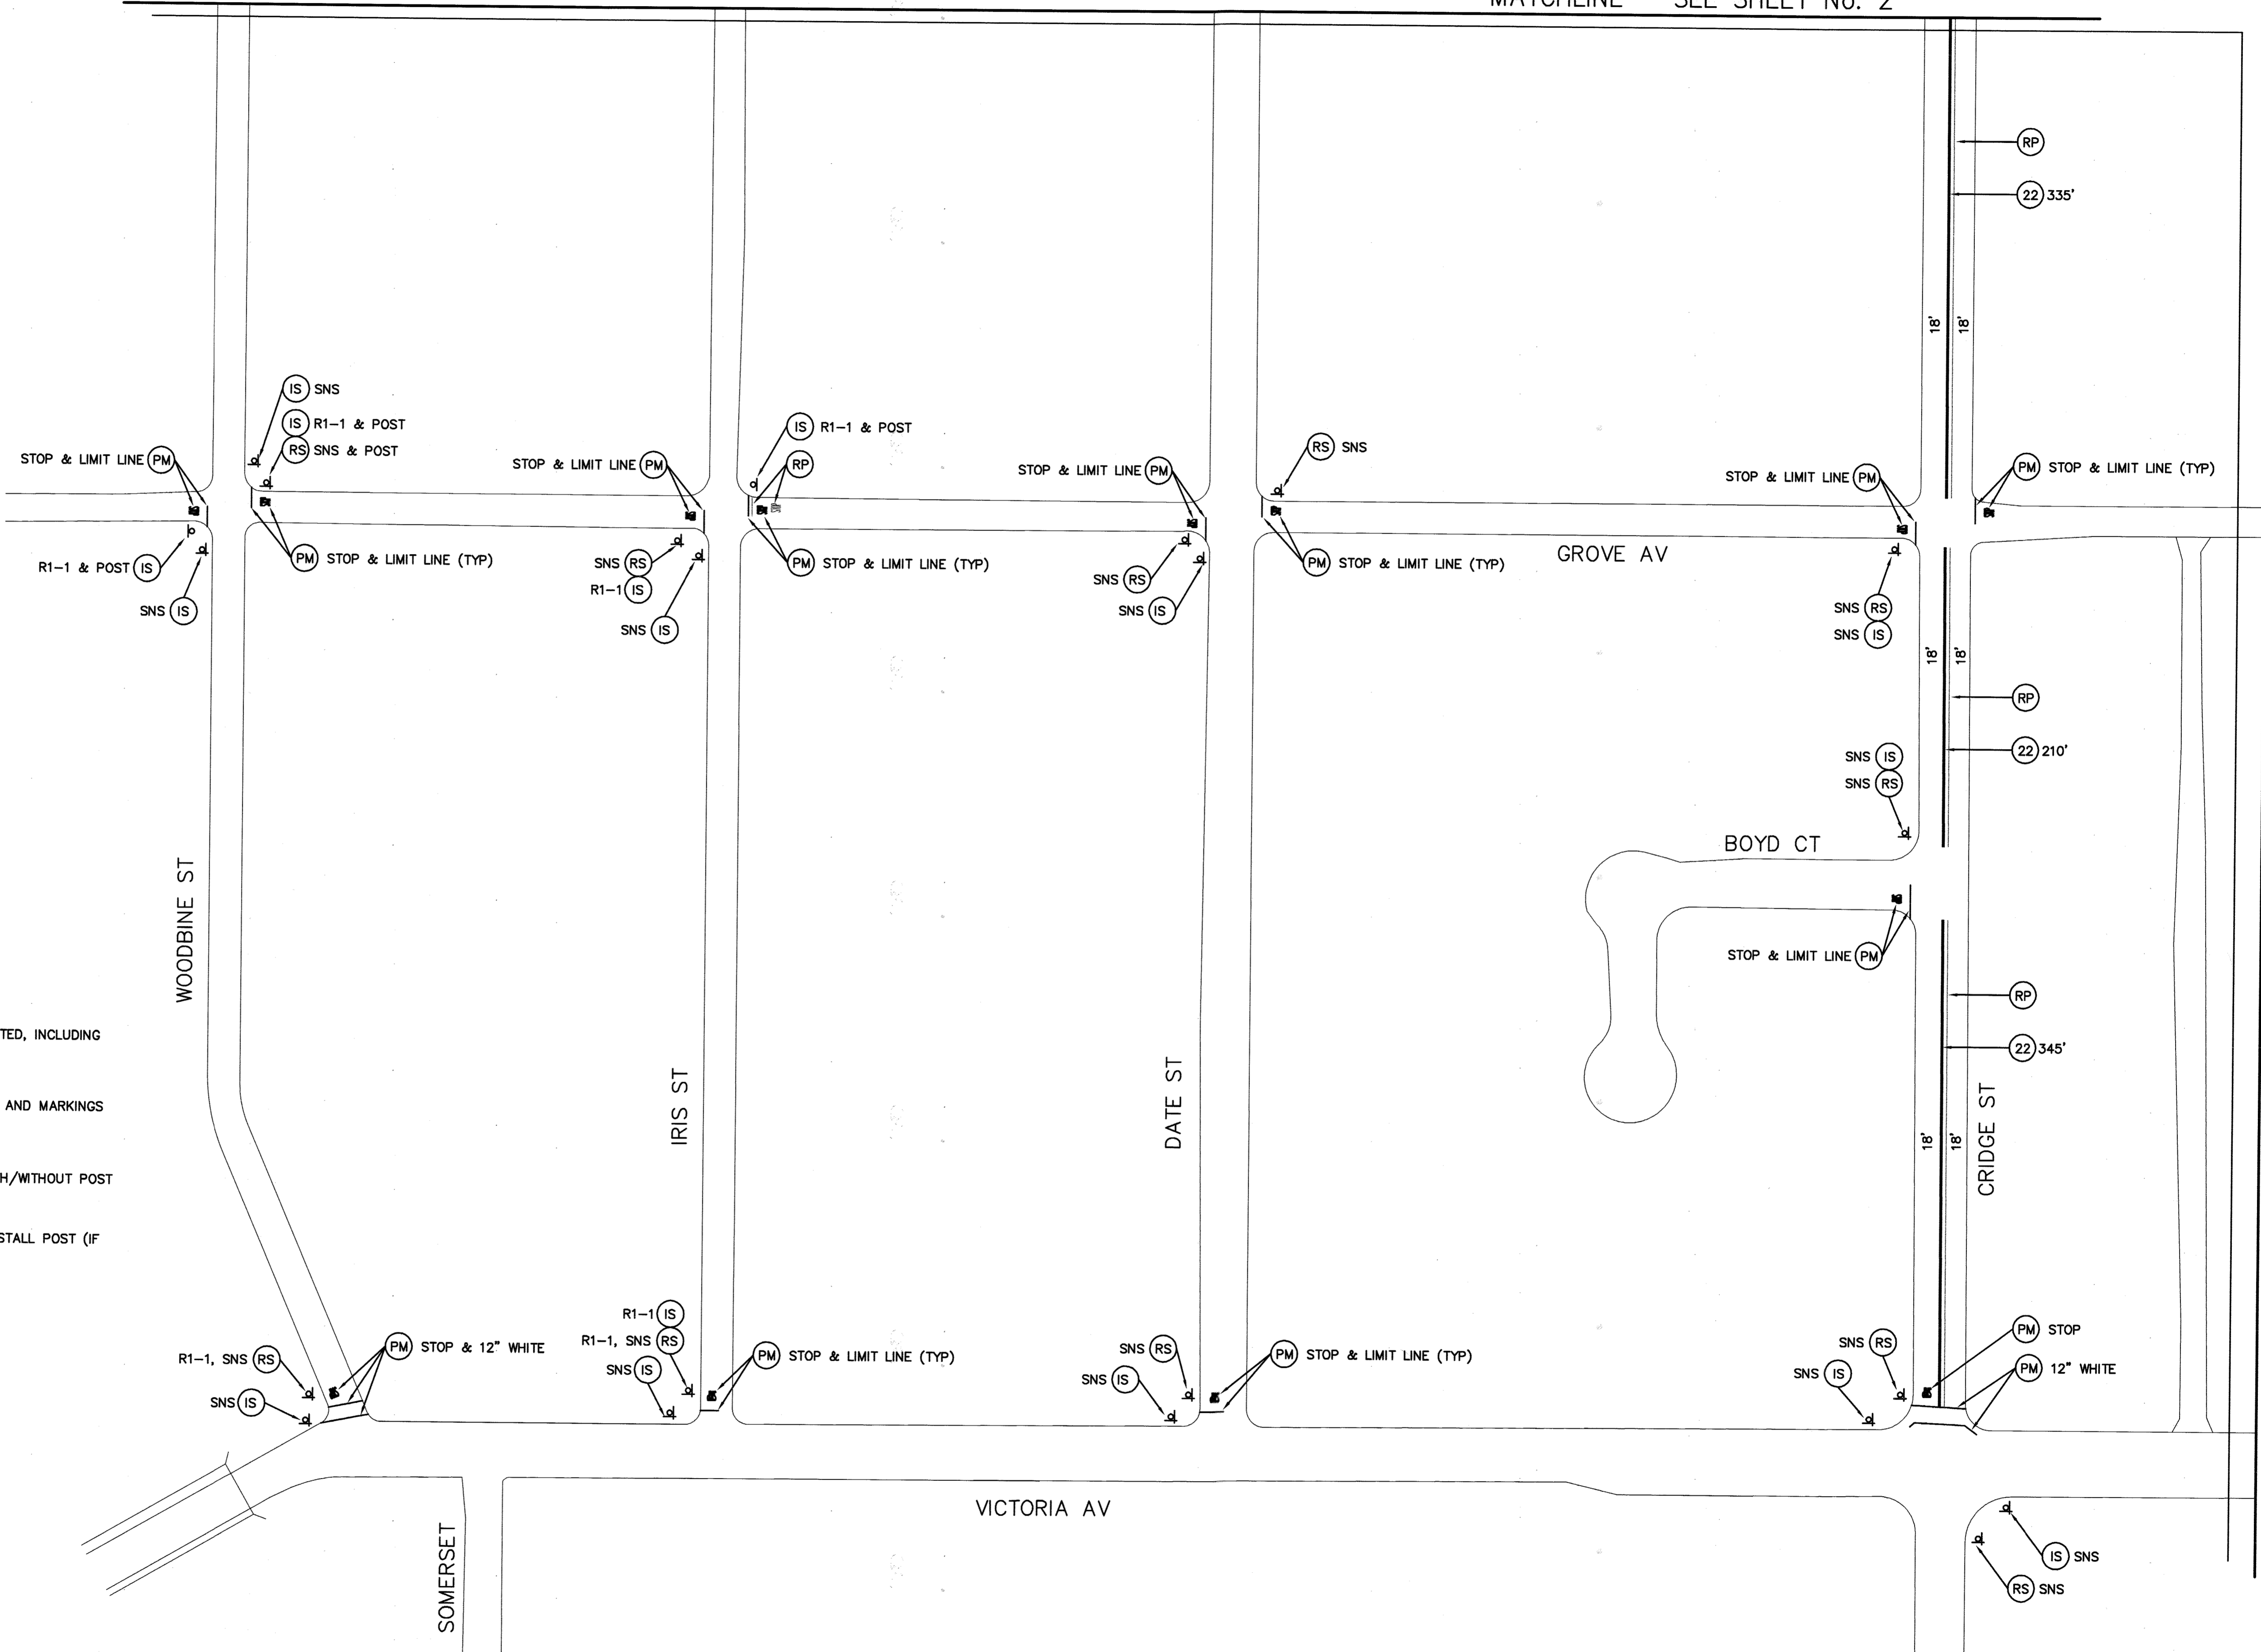 MATCHLINE - SEE SHEET No. 2
RP
22 335'
18' 18'
IS SNS
IS R1-1 & POST
RS SNS & POST
STOP & LIMIT LINE PM
STOP & LIMIT LINE PM
IS R1-1 & POST
RP
STOP & LIMIT LINE PM
RS SNS
STOP & LIMIT LINE PM
PM STOP & LIMIT LINE (TYP)
R1-1 & POST IS
SNS IS
PM STOP & LIMIT LINE (TYP)
SNS RS
R1-1 IS
SNS IS
PM STOP & LIMIT LINE (TYP)
SNS RS
SNS IS
PM STOP & LIMIT LINE (TYP)
GROVE AV
SNS RS
SNS IS
18' 18'
RP
22 210'
SNS IS
SNS RS
BOYD CT
STOP & LIMIT LINE PM
WOODBINE ST
RP
22 345'
TED, INCLUDING
AND MARKINGS
H/WITHOUT POST
STALL POST (IF
IRIS ST
DATE ST
18' 18'
CRIDGE ST
R1-1, SNS RS
SNS IS
PM STOP & 12" WHITE
R1-1 IS
R1-1, SNS RS
SNS IS
PM STOP & LIMIT LINE (TYP)
SNS RS
SNS IS
PM STOP & LIMIT LINE (TYP)
SNS RS
SNS IS
PM STOP
PM 12" WHITE
VICTORIA AV
SOMERSET
IS SNS
RS SNS